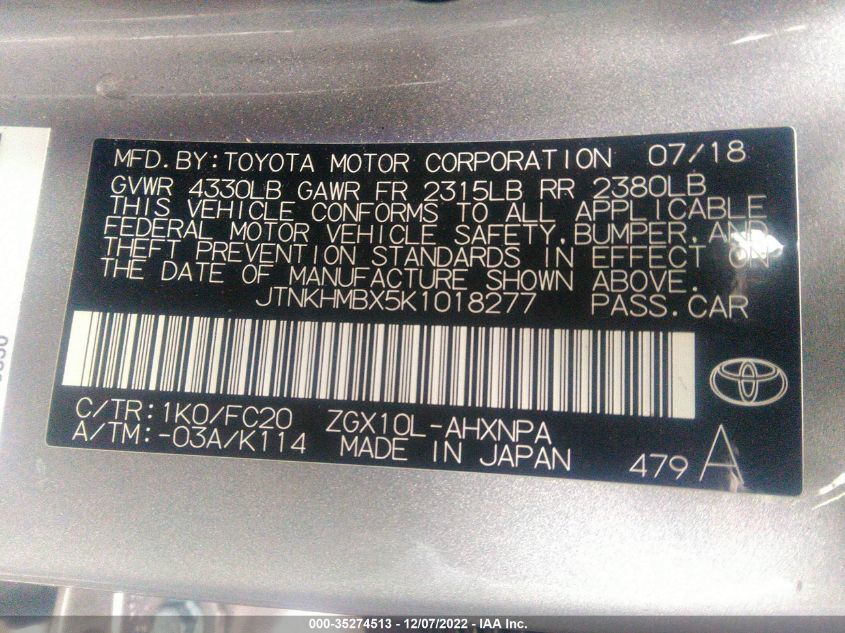 MFD. BY: TOYOTA MOTOR CORPORATION 07/18
GVWR 4330LB GAWR FR 2315LB RR 2380LB
THIS VEHICLE CONFORMS TO ALL APPLICABLE
FEDERAL MOTOR VEHICLE SAFETY, BUMPER, AND
THEFT PREVENTION STANDARDS IN EFFECT ON
THE DATE OF MANUFACTURE SHOWN ABOVE.
JTNKHMBX5K1018277 PASS. CAR
C/TR: 1K0/FC20 ZGX10L-AHXNPA
A/TM: -03A/K114 MADE IN JAPAN 479 A
000-35274513 - 12/07/2022 - IAA Inc.